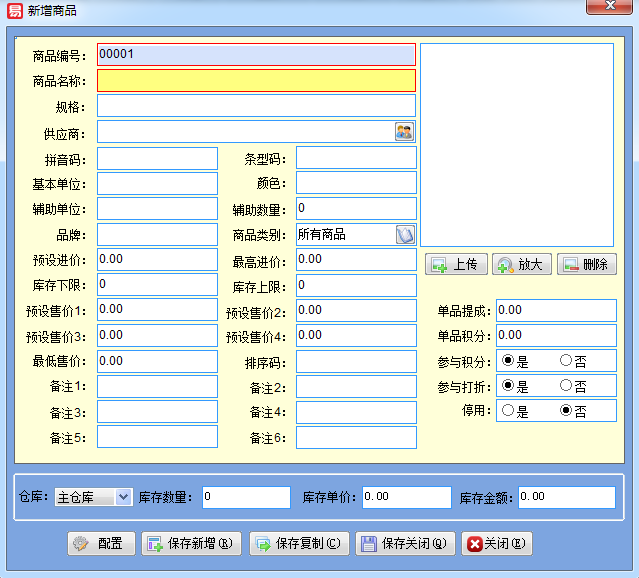 易 新增商品
商品编号： 00001
商品名称：
规格：
供应商：
拼音码： 条型码：
基本单位： 颜色：
辅助单位： 辅助数量： 0
品牌： 商品类别： 所有商品
预设进价： 0.00 最高进价： 0.00 上传 放大 删除
库存下限： 0 库存上限： 0
预设售价1： 0.00 预设售价2： 0.00 单品提成： 0.00
预设售价3： 0.00 预设售价4： 0.00 单品积分： 0.00
最低售价： 0.00 排序码： 参与积分： 是 否
备注1： 备注2： 参与打折： 是 否
备注3： 备注4： 停用： 是 否
备注5： 备注6：
仓库： 主仓库 库存数量： 0 库存单价： 0.00 库存金额： 0.00
配置 保存新增(R) 保存复制(C) 保存关闭(Q) 关闭(E)